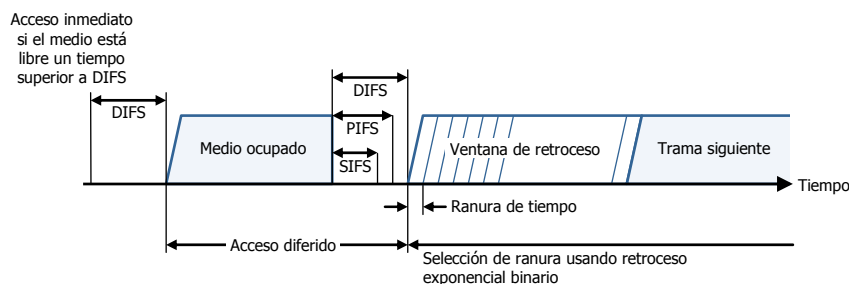 Acceso inmediato
si el medio está
libre un tiempo
superior a DIFS
DIFS
DIFS
PIFS
SIFS
Medio ocupado
Ventana de retroceso
Trama siguiente
Tiempo
Ranura de tiempo
Acceso diferido
Selección de ranura usando retroceso
exponencial binario